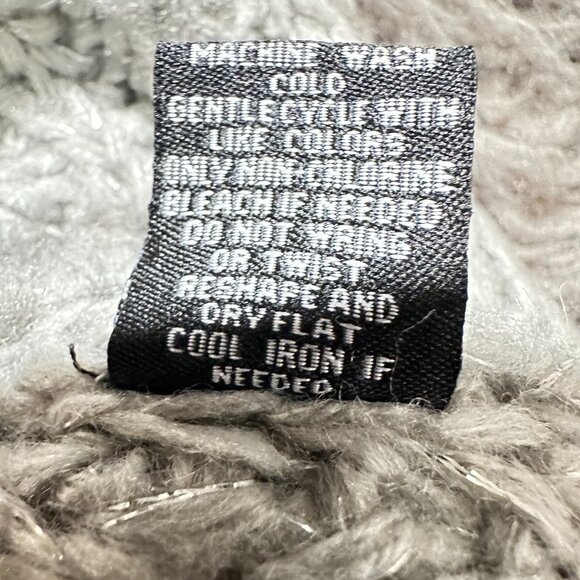 MACHINE WASH
COLD
GENTLE CYCLE WITH
LIKE COLORS
ONLY NON-CHLORINE
BLEACH IF NEEDED
DO NOT WRING
OR TWIST
RESHAPE AND
DRY FLAT
COOL IRON IF
NEEDED